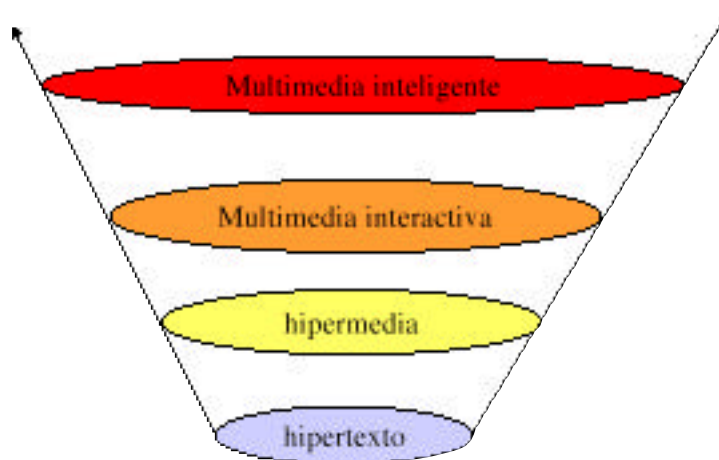 Multimedia inteligente
Multimedia interactiva
hipermedia
hipertexto